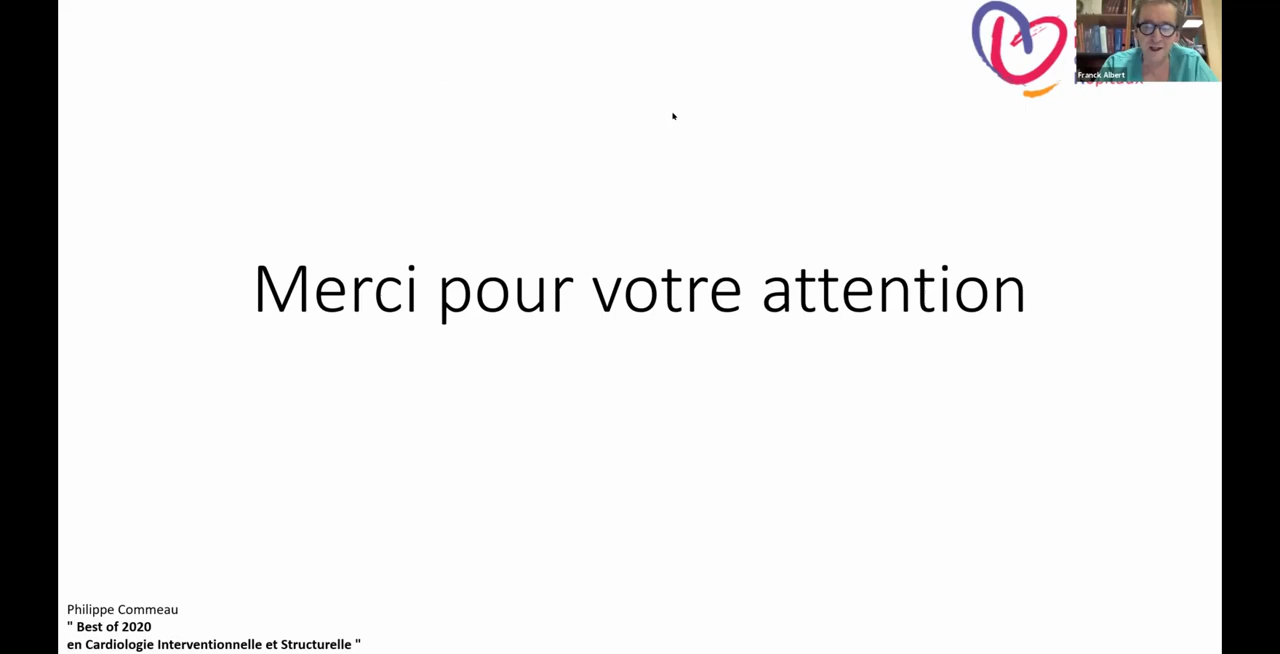 Franck Albert
Merci pour votre attention
Philippe Commeau
" Best of 2020
en Cardiologie Interventionnelle et Structurelle "